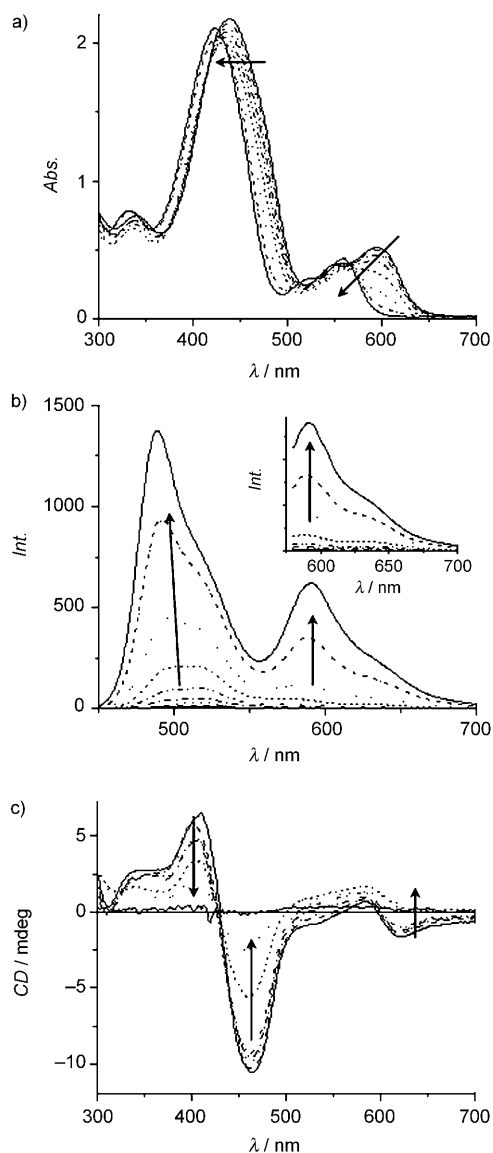 a)
2
1
0
Abs.
300 400 500 600 700
λ / nm
b)
1500
1000
500
0
Int.
500 600 700
λ / nm
Int.
600 650 700
λ / nm
c)
5
0
−5
−10
CD / mdeg
300 400 500 600 700
λ / nm